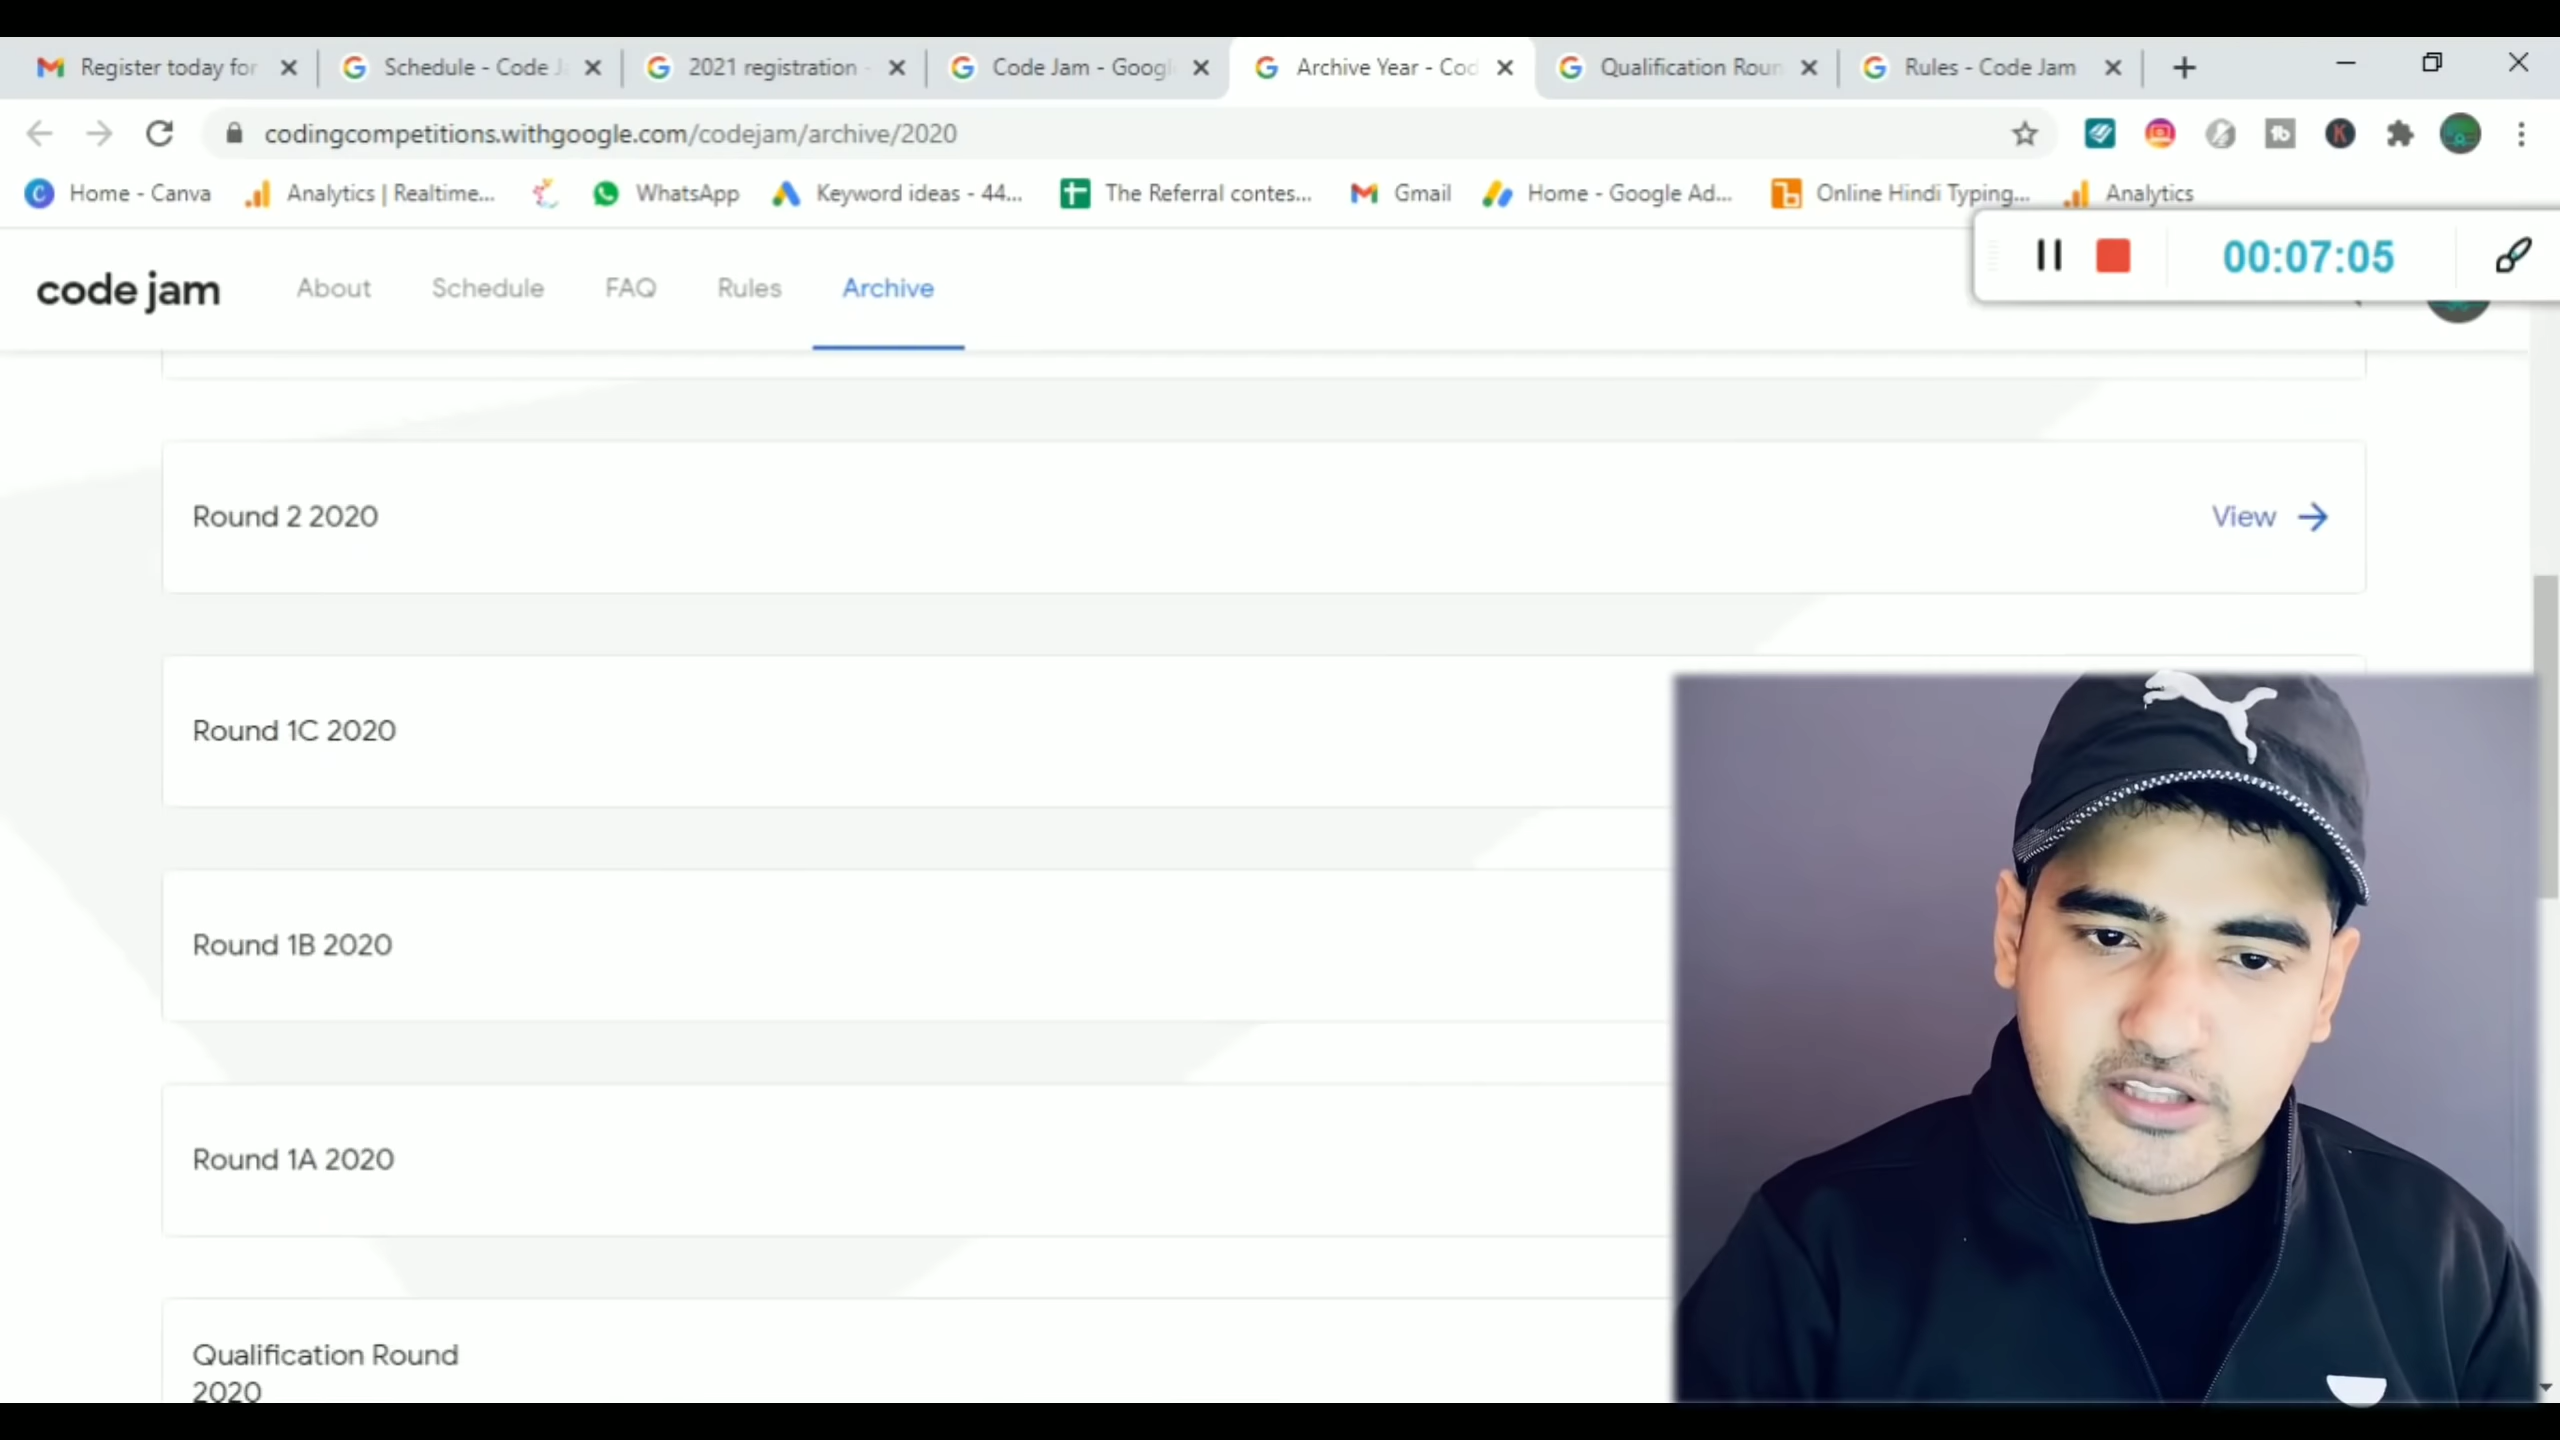 Register today for
Schedule - Code J
2021 registration -
Code Jam - Googl
Archive Year - Cod
Qualification Roun
Rules - Code Jam
codingcompetitions.withgoogle.com/codejam/archive/2020
Home - Canva
Analytics | Realtime...
WhatsApp
Keyword ideas - 44...
The Referral contes...
Gmail
Home - Google Ad...
Online Hindi Typing...
Analytics
00:07:05
code jam
About
Schedule
FAQ
Rules
Archive
Round 2 2020
View
Round 1C 2020
Round 1B 2020
Round 1A 2020
Qualification Round
2020